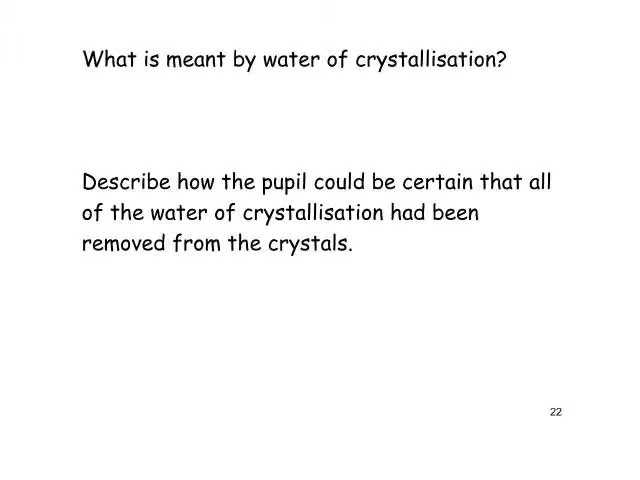 What is meant by water of crystallisation?
Describe how the pupil could be certain that all
of the water of crystallisation had been
removed from the crystals.
22